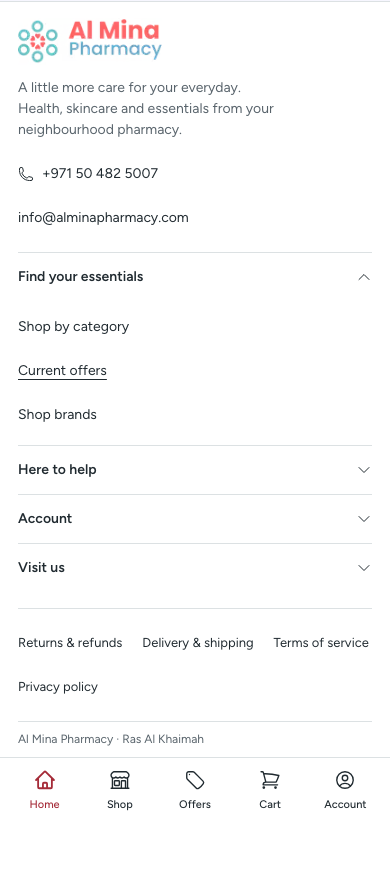 Al Mina
Pharmacy
A little more care for your everyday.
Health, skincare and essentials from your
neighbourhood pharmacy.
+971 50 482 5007
info@alminapharmacy.com
Find your essentials
Shop by category
Current offers
Shop brands
Here to help
Account
Visit us
Returns & refunds Delivery & shipping Terms of service
Privacy policy
Al Mina Pharmacy · Ras Al Khaimah
Home Shop Offers Cart Account